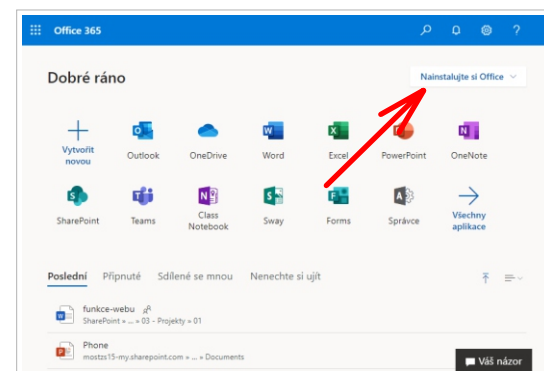 Office 365
Dobré ráno
Nainstalujte si Office
Vytvořit
novou
Outlook
OneDrive
Word
Excel
PowerPoint
OneNote
SharePoint
Teams
Class
Notebook
Sway
Forms
Správce
Všechny
aplikace
Poslední Připnuté Sdílené se mnou Nenechte si ujít
funkce-webu
SharePoint » ... » 03 - Projekty » 01
Phone
mostzs15-my.sharepoint.com » ... » Documents
Váš názor